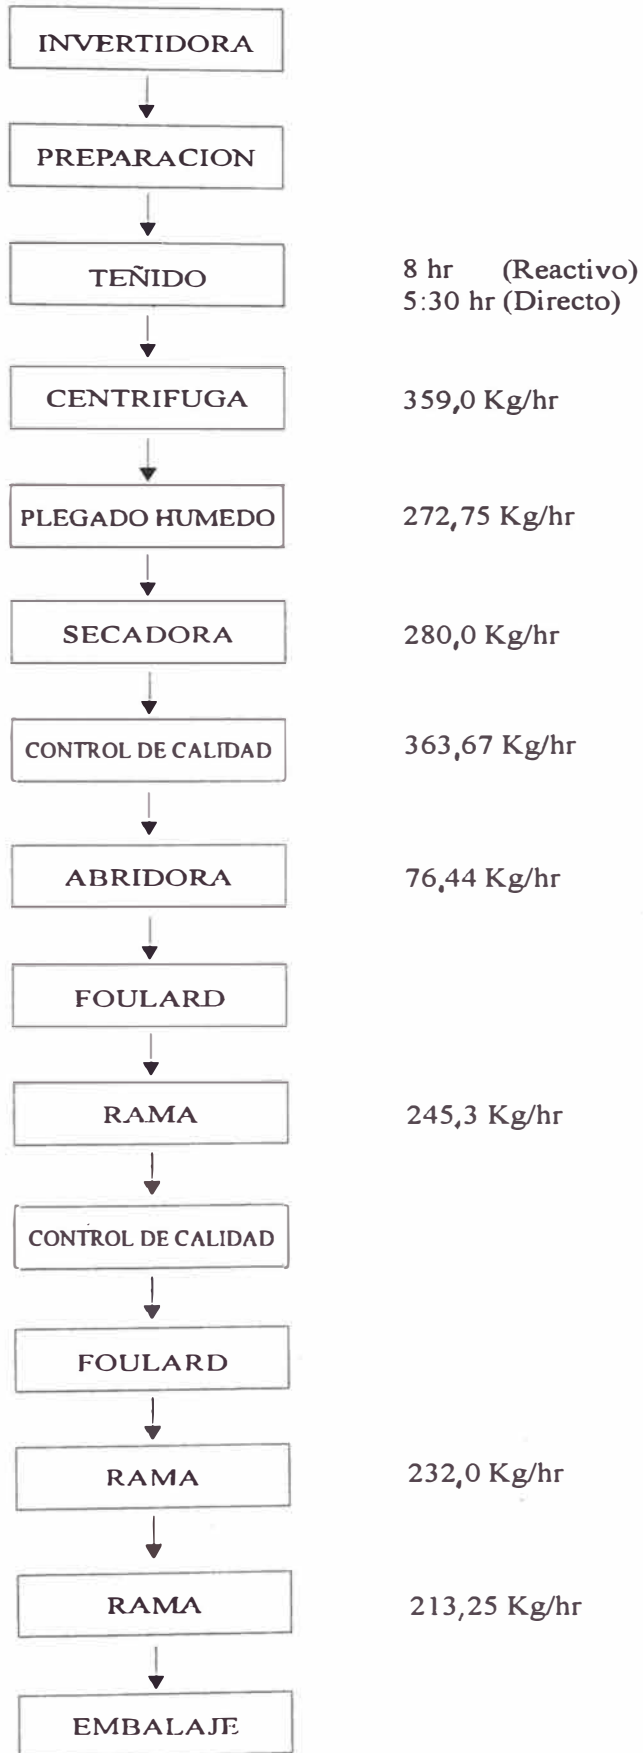 INVERTIDORA
PREPARACION
TEÑIDO
8 hr (Reactivo)
5:30 hr (Directo)
CENTRIFUGA
359,0 Kg/hr
PLEGADO HUMEDO
272,75 Kg/hr
SECADORA
280,0 Kg/hr
CONTROL DE CALIDAD
363,67 Kg/hr
ABRIDORA
76,44 Kg/hr
FOULARD
RAMA
245,3 Kg/hr
CONTROL DE CALIDAD
FOULARD
RAMA
232,0 Kg/hr
RAMA
213,25 Kg/hr
EMBALAJE